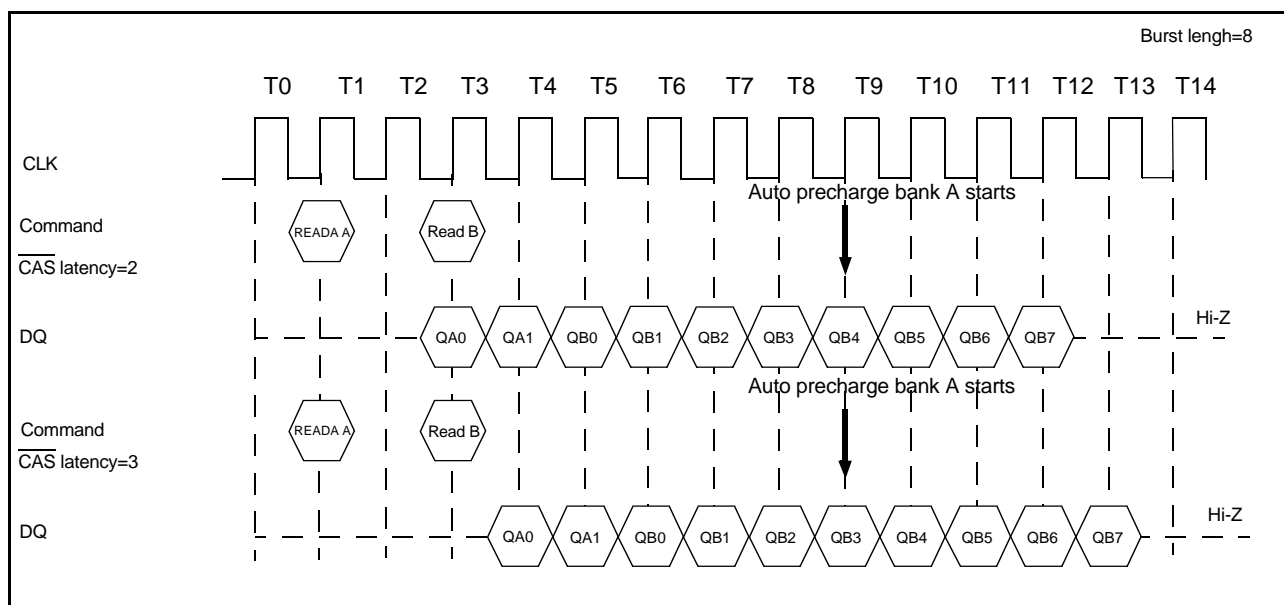 Burst lengh=8
T0 T1 T2 T3 T4 T5 T6 T7 T8 T9 T10 T11 T12 T13 T14
CLK
Auto precharge bank A starts
Command READA A Read B
CAS latency=2
DQ QA0 QA1 QB0 QB1 QB2 QB3 QB4 QB5 QB6 QB7 Hi-Z
Auto precharge bank A starts
Command READA A Read B
CAS latency=3
DQ QA0 QA1 QB0 QB1 QB2 QB3 QB4 QB5 QB6 QB7 Hi-Z